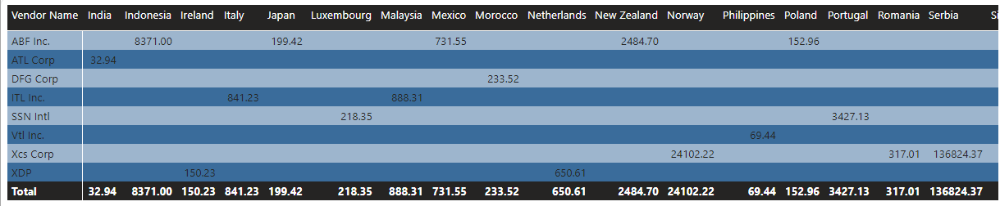 Vendor Name India Indonesia Ireland Italy Japan Luxembourg Malaysia Mexico Morocco Netherlands New Zealand Norway Philippines Poland Portugal Romania Serbia
ABF Inc. 8371.00 199.42 731.55 2484.70 152.96
ATL Corp 32.94
DFG Corp 233.52
ITL Inc. 841.23 888.31
SSN Intl 218.35 3427.13
Vtl Inc. 69.44
Xcs Corp 24102.22 317.01 136824.37
XDP 150.23 650.61
Total 32.94 8371.00 150.23 841.23 199.42 218.35 888.31 731.55 233.52 650.61 2484.70 24102.22 69.44 152.96 3427.13 317.01 136824.37